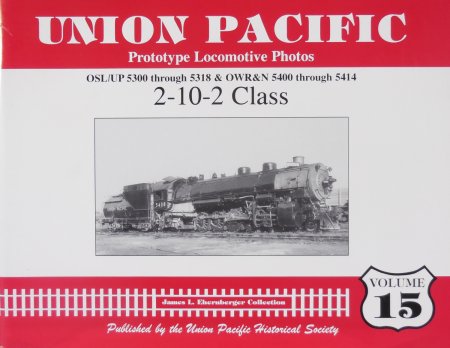 UNION PACIFIC
Prototype Locomotive Photos
OSL/UP 5300 through 5318 & OWR&N 5400 through 5414
2-10-2 Class
James L. Ehernberger Collection
VOLUME
15
Published by the Union Pacific Historical Society